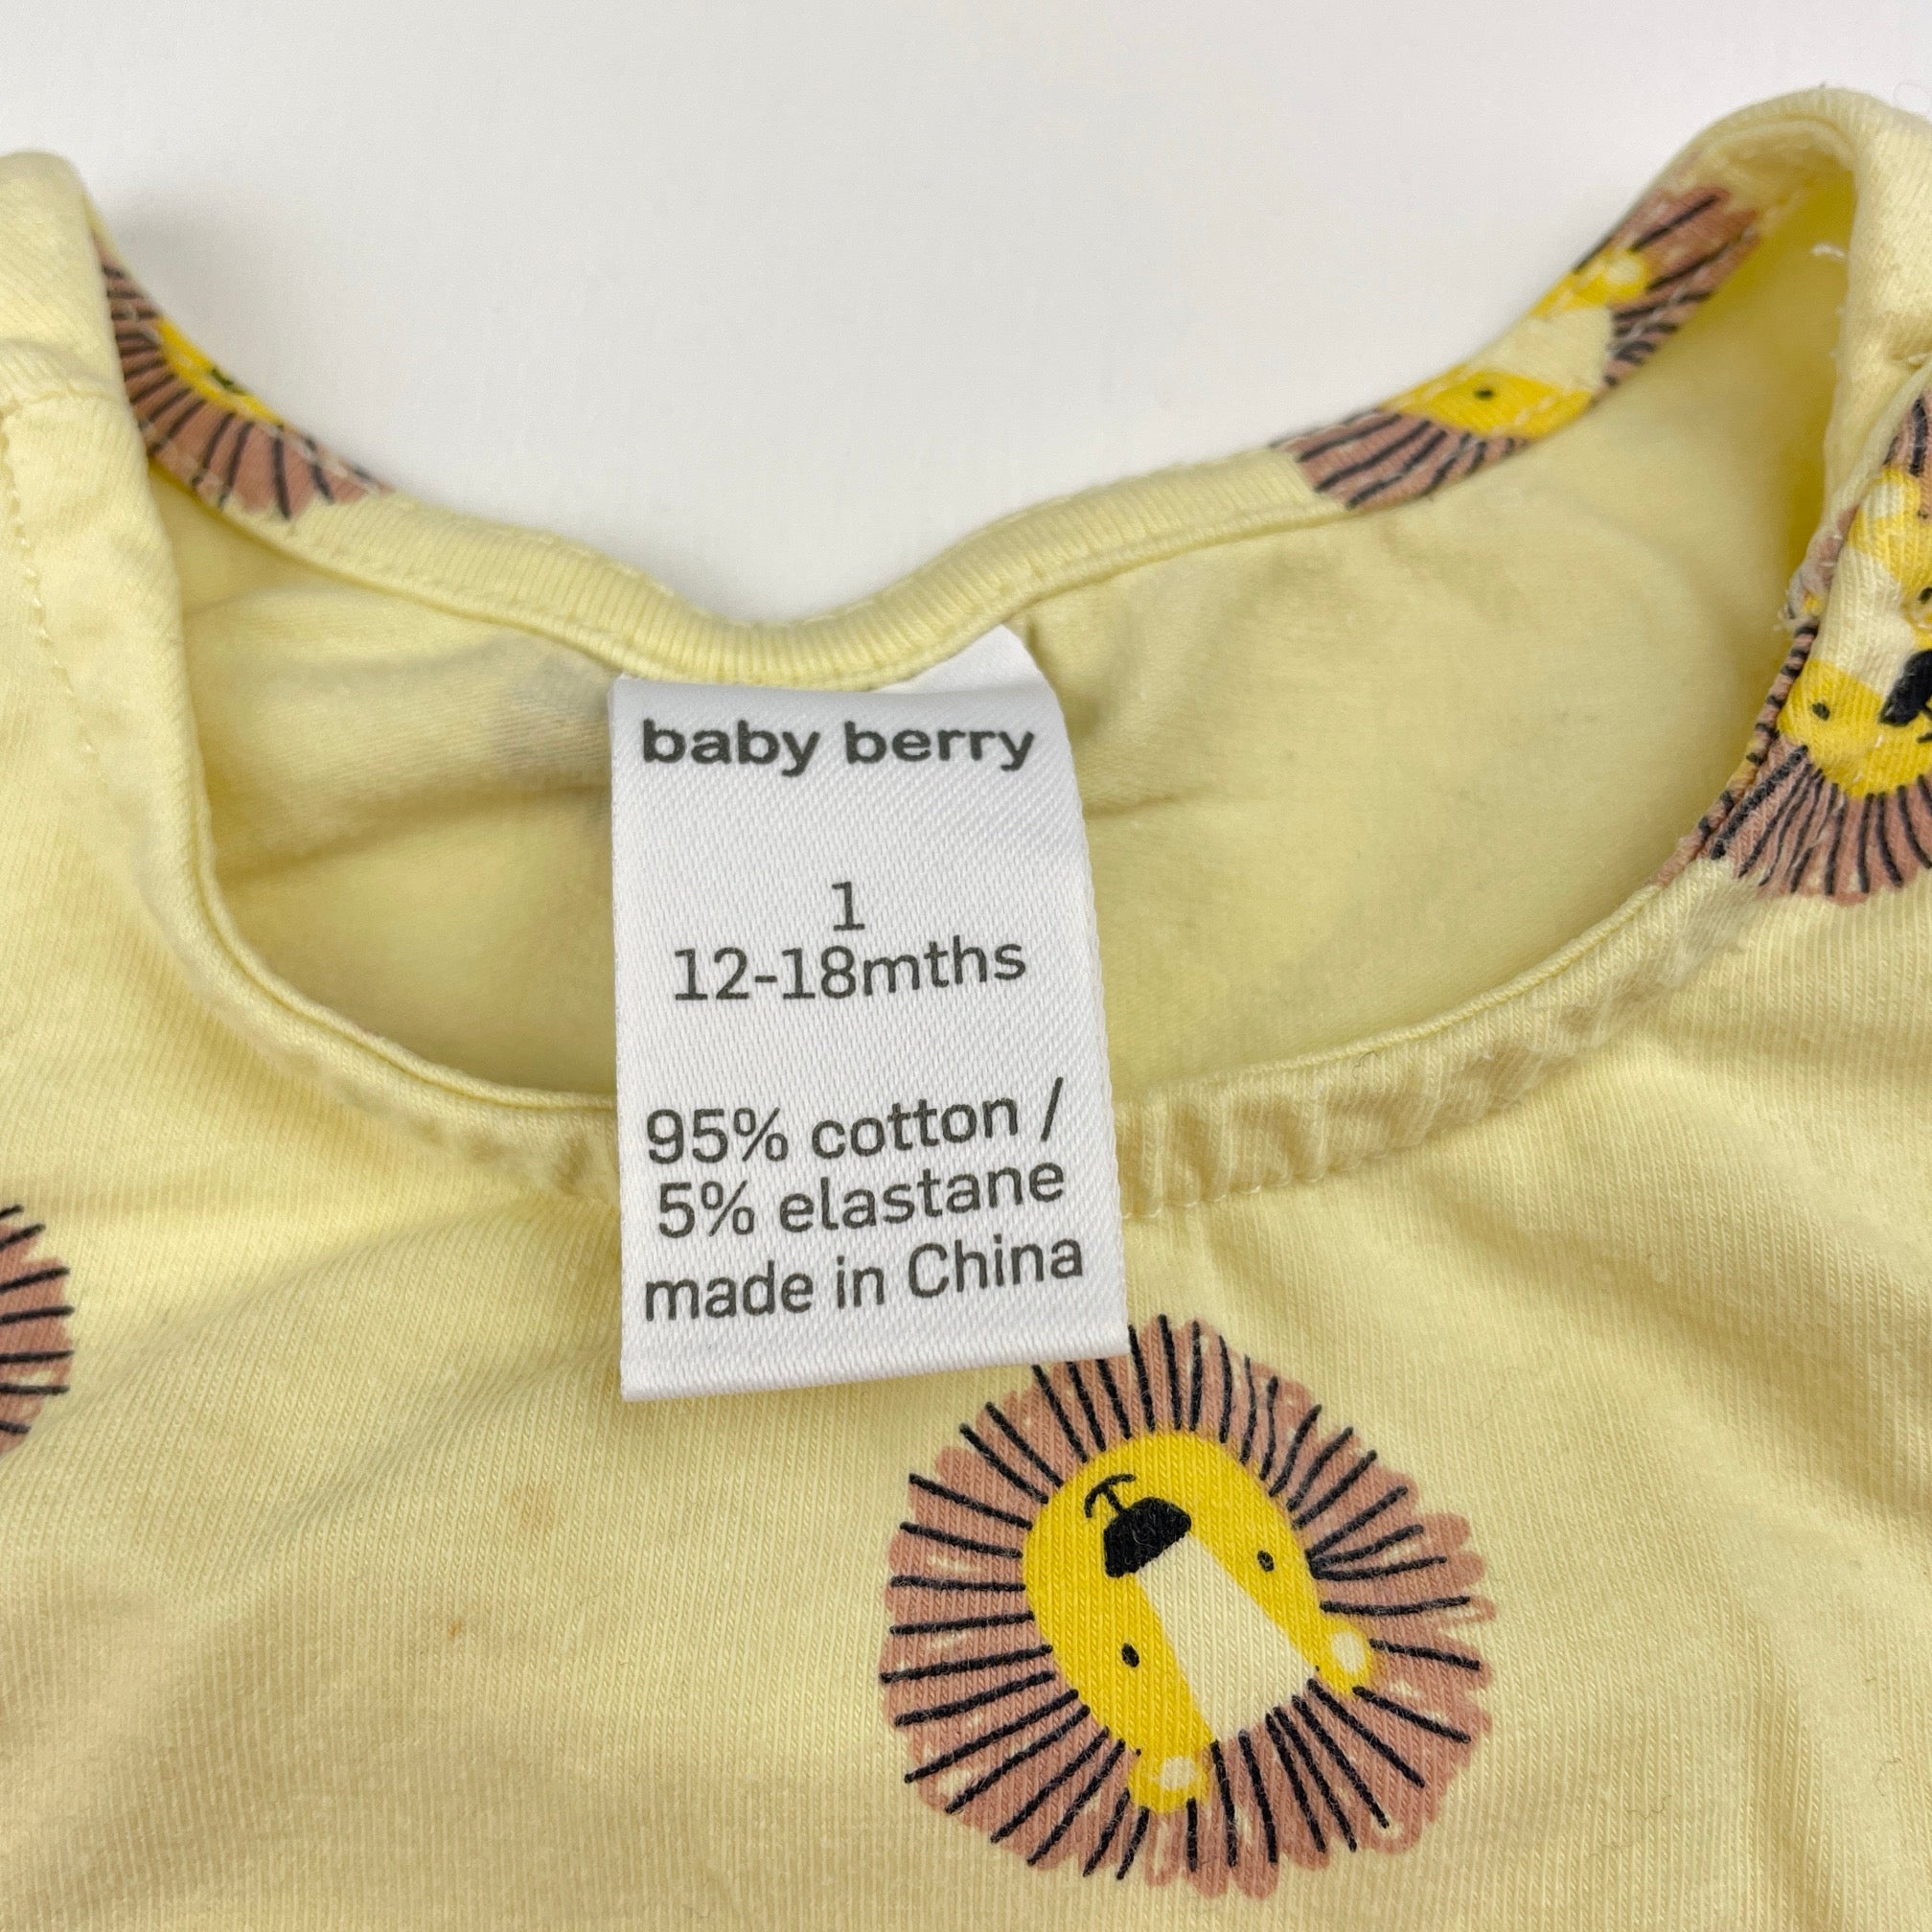 baby berry
1
12-18mths
95% cotton /
5% elastane
made in China